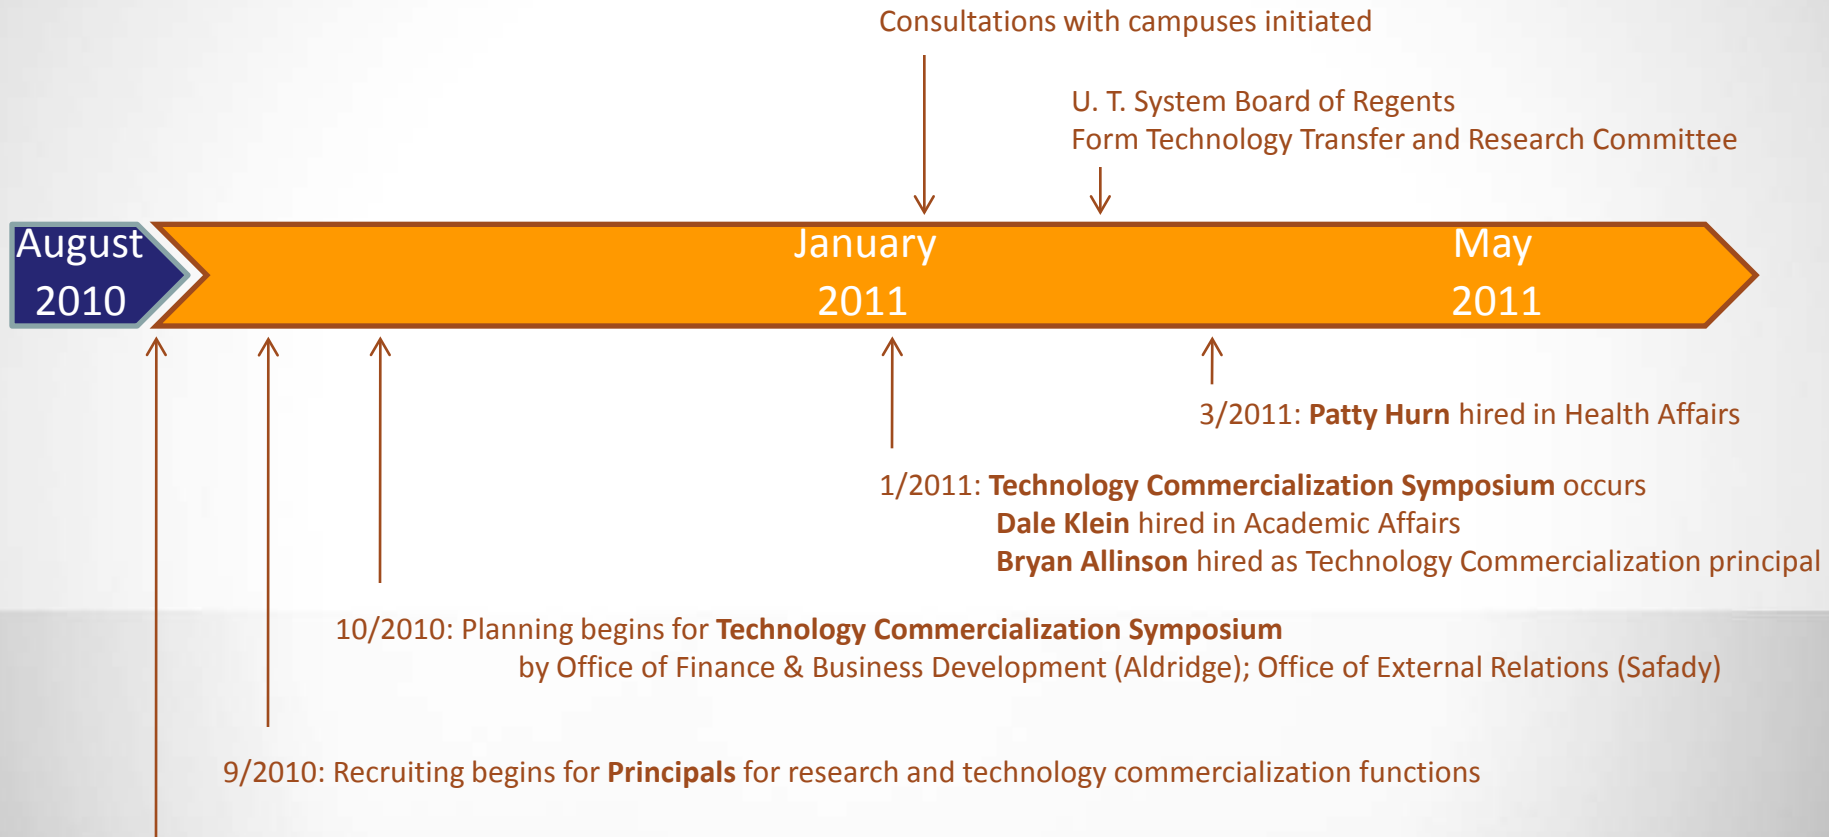 Consultations with campuses initiated
U. T. System Board of Regents
Form Technology Transfer and Research Committee
August
2010
January
2011
May
2011
3/2011: Patty Hurn hired in Health Affairs
1/2011: Technology Commercialization Symposium occurs
Dale Klein hired in Academic Affairs
Bryan Allinson hired as Technology Commercialization principal
10/2010: Planning begins for Technology Commercialization Symposium
by Office of Finance & Business Development (Aldridge); Office of External Relations (Safady)
9/2010: Recruiting begins for Principals for research and technology commercialization functions